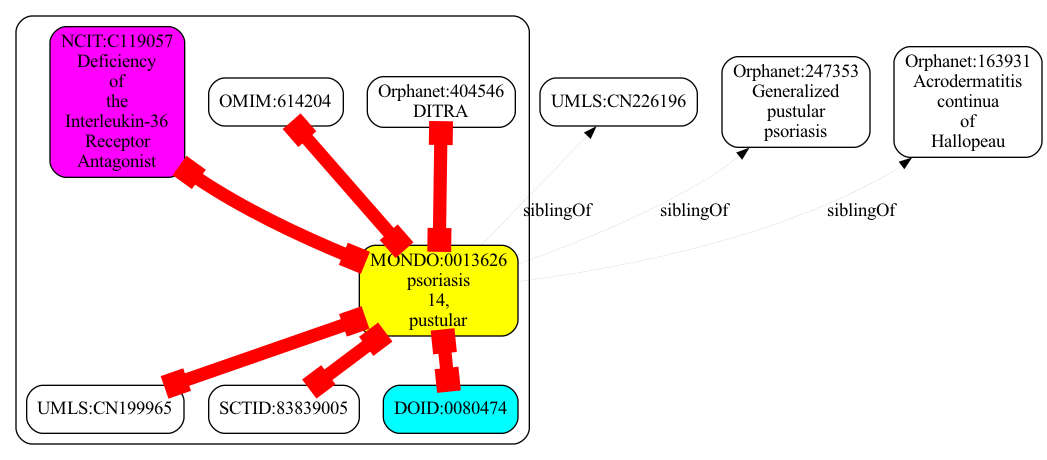 NCIT:C119057
Deficiency
of
the
Interleukin-36
Receptor
Antagonist
OMIM:614204
Orphanet:404546
DITRA
UMLS:CN226196
Orphanet:247353
Generalized
pustular
psoriasis
Orphanet:163931
Acrodermatitis
continua
of
Hallopeau
siblingOf
siblingOf
siblingOf
MONDO:0013626
psoriasis
14,
pustular
UMLS:CN199965
SCTID:83839005
DOID:0080474